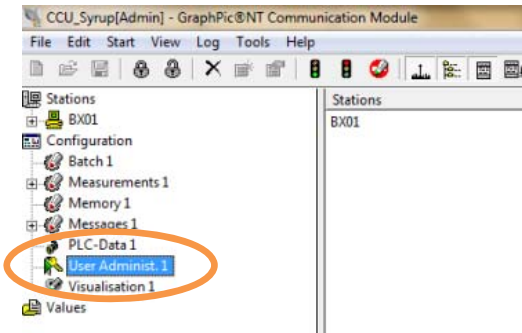 CCU_Syrup[Admin] - GraphPic®NT Communication Module
File Edit Start View Log Tools Help
Stations
BX01
Configuration
Batch 1
Measurements 1
Memory 1
Messages 1
PLC-Data 1
User Administ. 1
Visualisation 1
Values
Stations
BX01